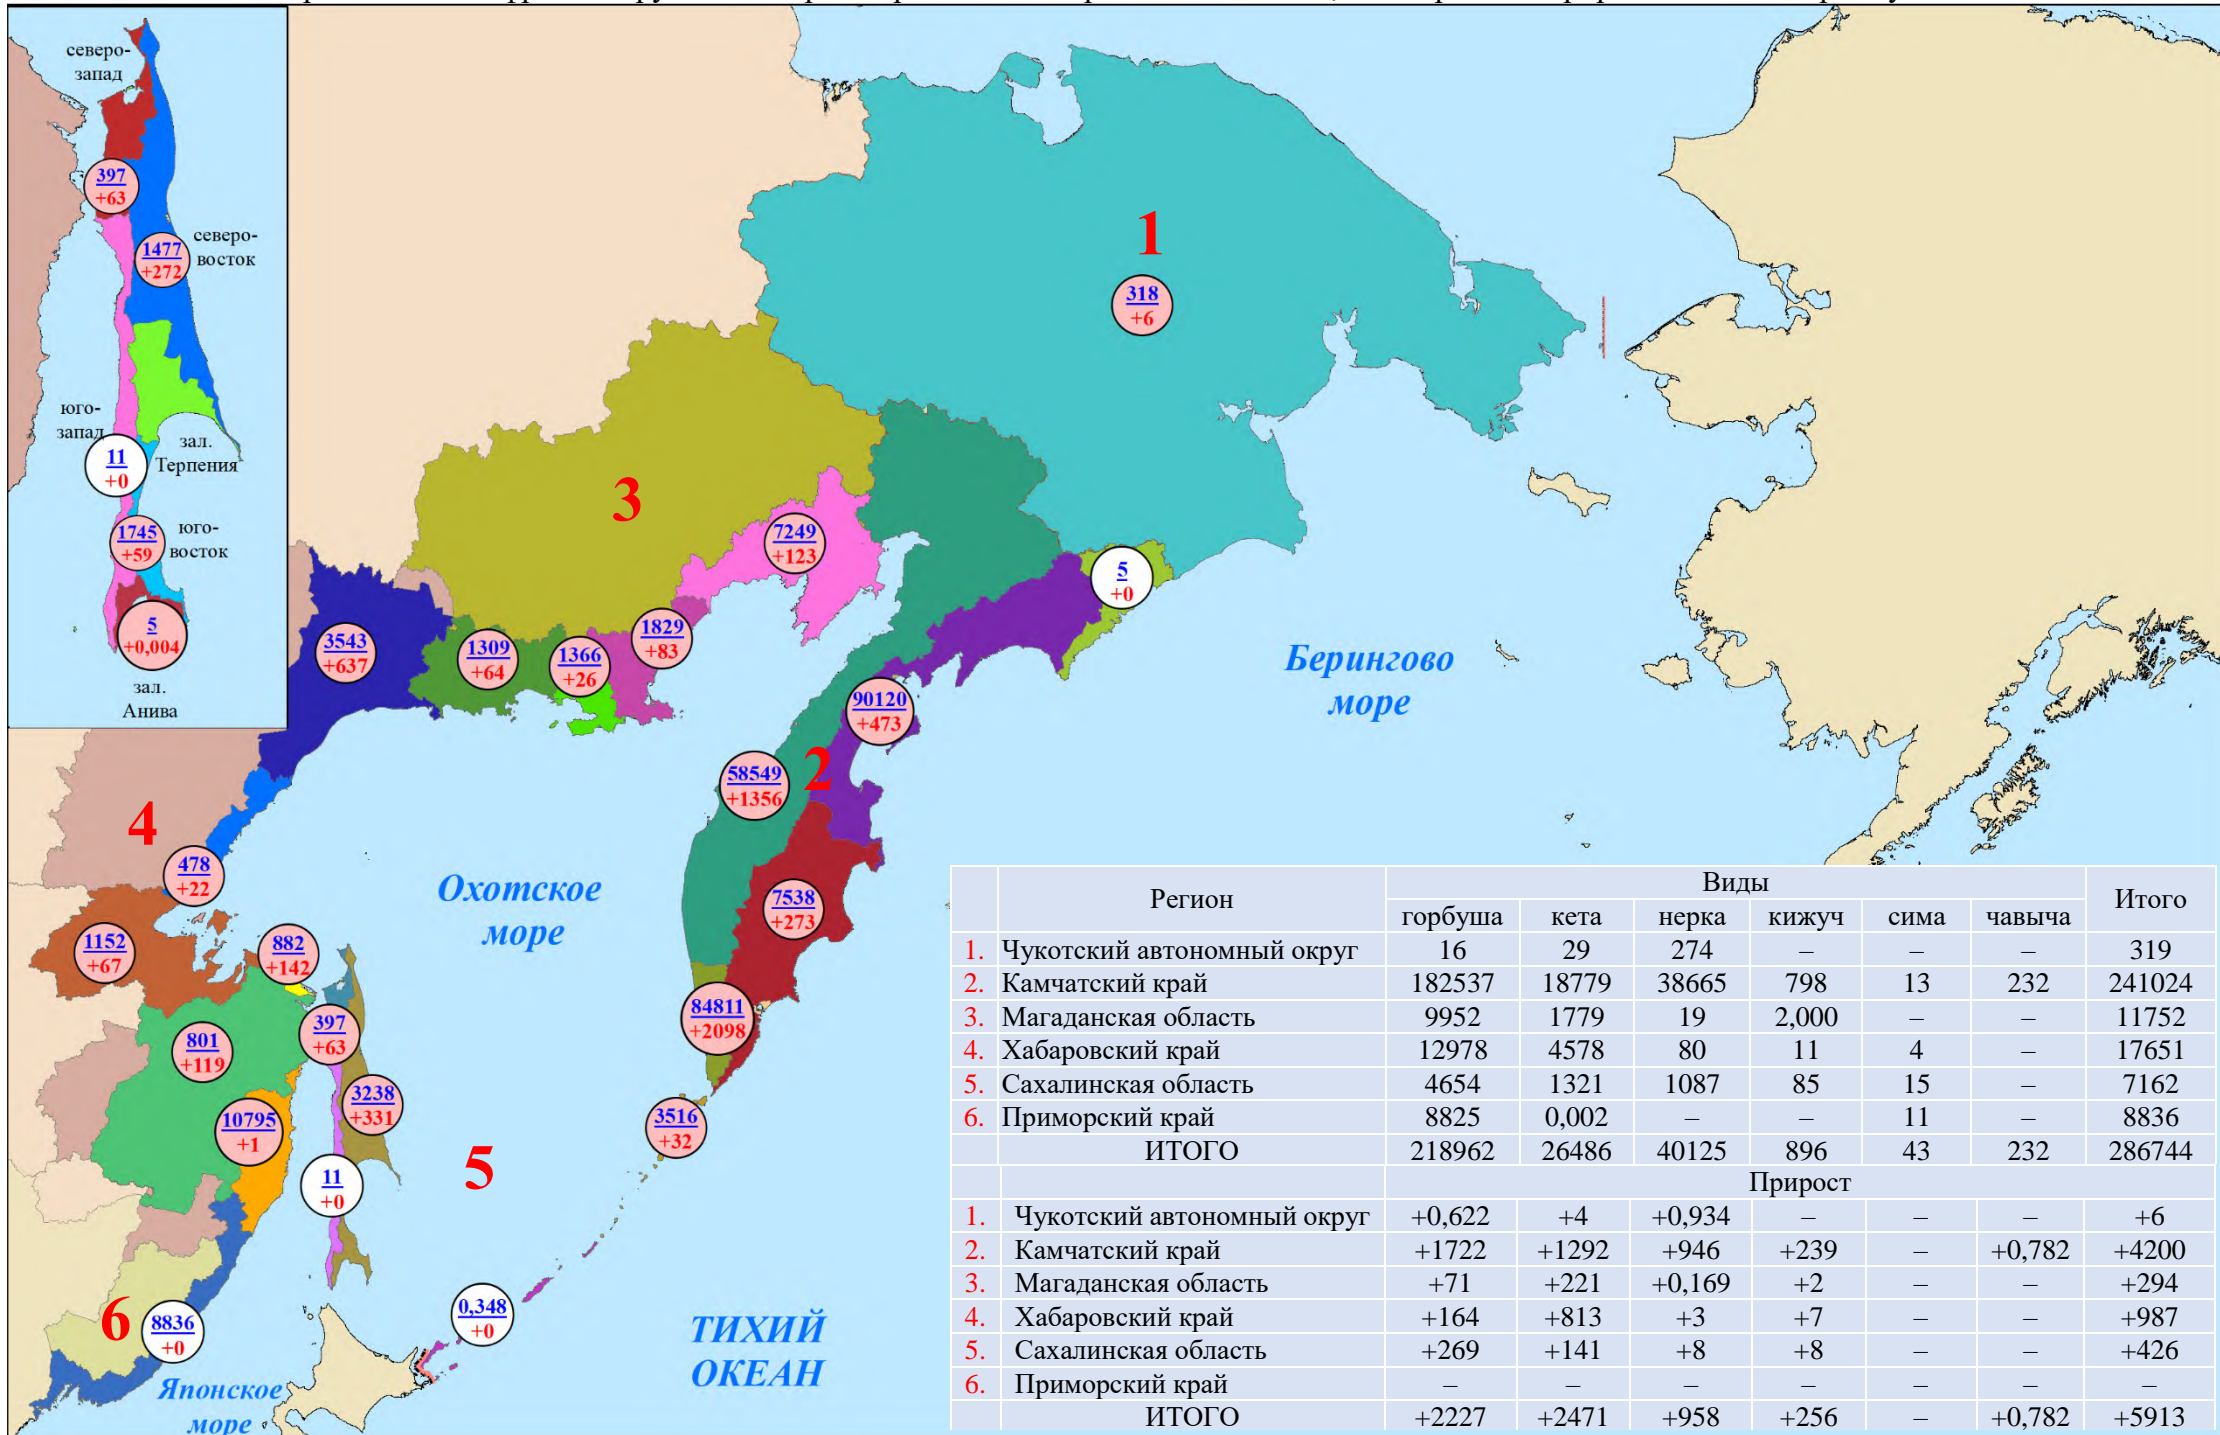 северо-
запад
397
+63
северо-
восток
1477
+272
юго-
запад
11
+0
зал.
Терпения
1745
+59
юго-
восток
5
+0,004
зал.
Анива
1
318
+6
3
7249
+123
5
+0
3543
+637
1309
+64
1366
+26
1829
+83
Берингово
море
90120
+473
58549
+1356
2
4
478
+22
Охотское
море
7538
+273
1152
+67
882
+142
397
+63
84811
+2098
801
+119
3238
+331
10795
+1
3516
+32
11
+0
5
6
8836
+0
0,348
+0
ТИХИЙ
ОКЕАН
Японское
море
Регион Виды Итого
горбуша кета нерка кижуч сима чавыча
1. Чукотский автономный округ 16 29 274 – – – 319
2. Камчатский край 182537 18779 38665 798 13 232 241024
3. Магаданская область 9952 1779 19 2,000 – – 11752
4. Хабаровский край 12978 4578 80 11 4 – 17651
5. Сахалинская область 4654 1321 1087 85 15 – 7162
6. Приморский край 8825 0,002 – – 11 – 8836
ИТОГО 218962 26486 40125 896 43 232 286744
Прирост
1. Чукотский автономный округ +0,622 +4 +0,934 – – – +6
2. Камчатский край +1722 +1292 +946 +239 – +0,782 +4200
3. Магаданская область +71 +221 +0,169 +2 – – +294
4. Хабаровский край +164 +813 +3 +7 – – +987
5. Сахалинская область +269 +141 +8 +8 – – +426
6. Приморский край – – – – – – –
ИТОГО +2227 +2471 +958 +256 – +0,782 +5913